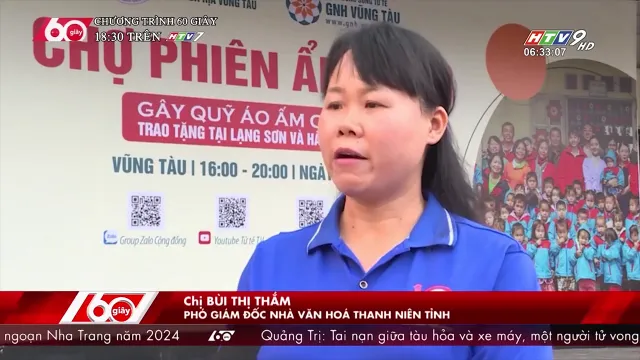 60 giây
CHƯƠNG TRÌNH 60 GIÂY
18:30 TRÊN HTV7
HTV9 HD
06:33:07
GNH VŨNG TÀU
CHỢ PHIÊN
GÂY QUỸ ÁO ẤM
TRAO TẶNG TẠI LẠNG SƠN VÀ
VŨNG TÀU | 16:00 - 20:00 |
Group Zalo Cộng đồng
Youtube Tử tế
60 giây
Chị BÙI THỊ THẮM
PHÓ GIÁM ĐỐC NHÀ VĂN HOÁ THANH NIÊN TỈNH
ngoạn Nha Trang năm 2024
60 giây
Quảng Trị: Tai nạn giữa tàu hỏa và xe máy, một người tử vong